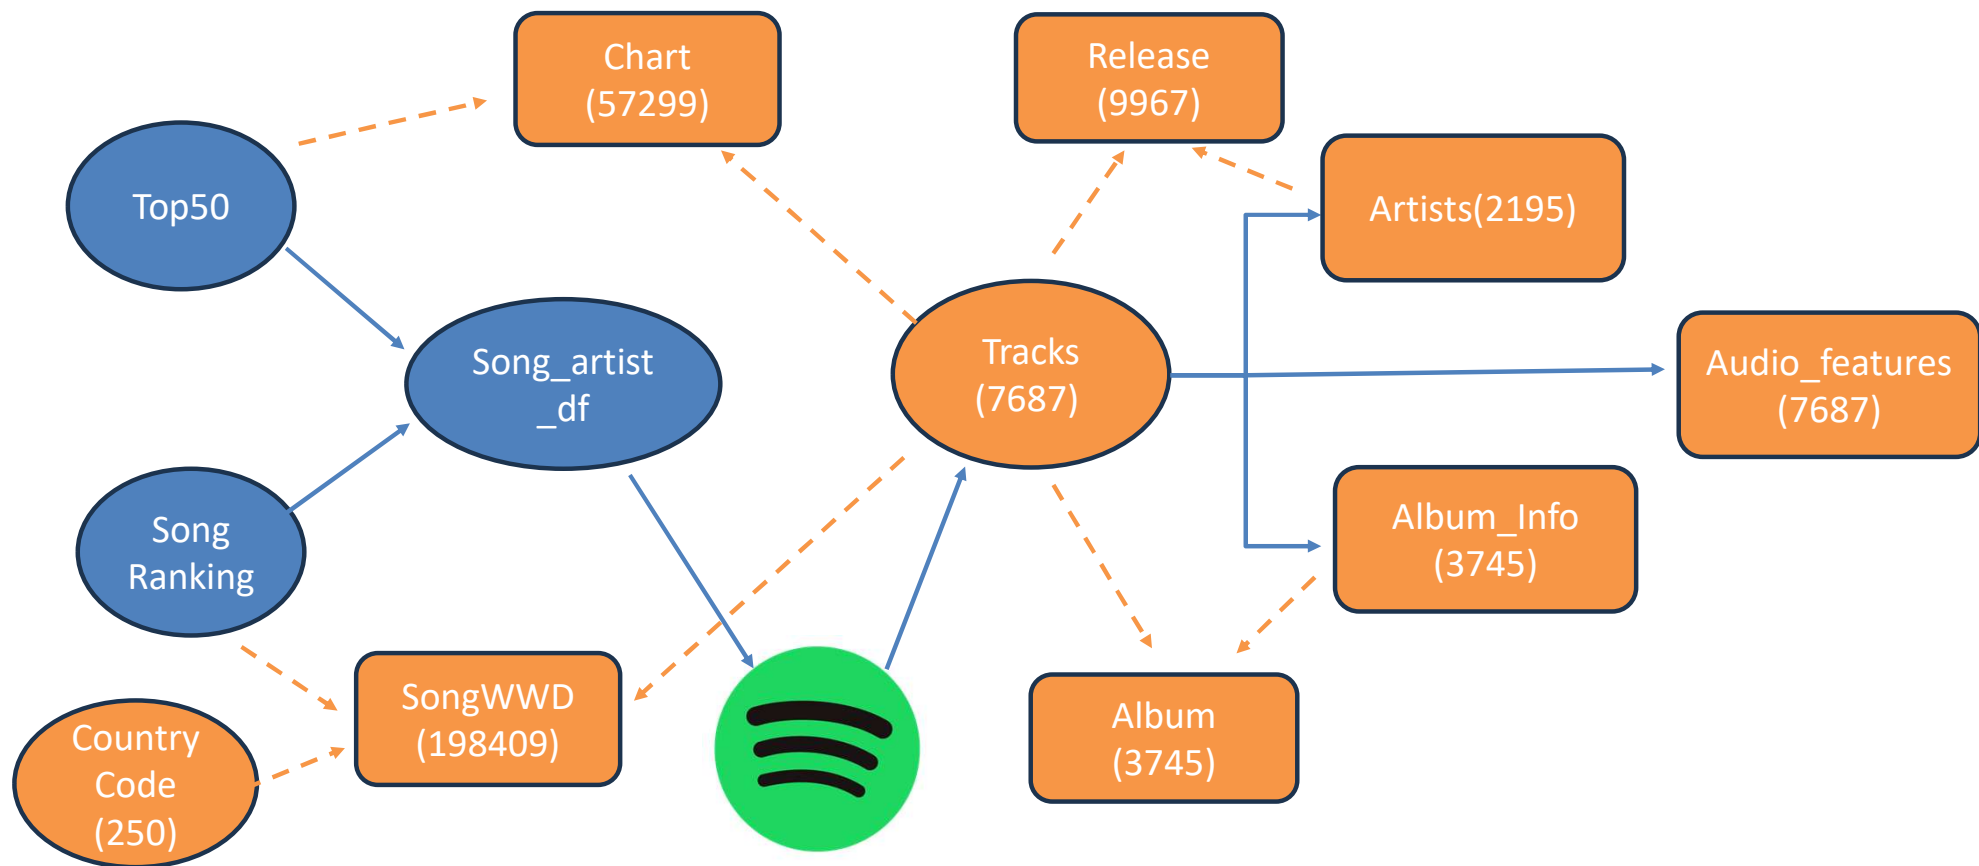 Chart
(57299)
Release
(9967)
Top50
Artists(2195)
Song_artist
_df
Tracks
(7687)
Audio_features
(7687)
Song
Ranking
Album_Info
(3745)
SongWWD
(198409)
Country
Code
(250)
Album
(3745)